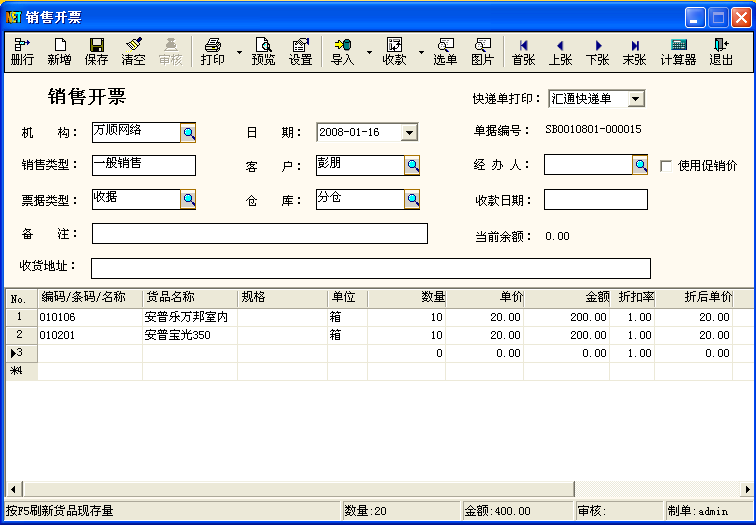 NET 销售开票
删行 新增 保存 清空 审核 打印 预览 设置 导入 收款 选单 图片 首张 上张 下张 末张 计算器 退出
销售开票 快递单打印： 汇通快递单
机 构： 万顺网络 日 期： 2008-01-16 单据编号： SB0010801-000015
销售类型： 一般销售 客 户： 彭朋 经 办 人： 使用促销价
票据类型： 收据 仓 库： 分仓 收款日期：
备 注： 当前余额： 0.00
收货地址：
No. 编码/条码/名称 货品名称 规格 单位 数量 单价 金额 折扣率 折后单价
1 010106 安普乐万邦室内 箱 10 20.00 200.00 1.00 20.00
2 010201 安普宝光350 箱 10 20.00 200.00 1.00 20.00
3 0 0.00 0.00 1.00 0.00
*4
按F5刷新货品现存量 数量:20 金额:400.00 审核: 制单:admin